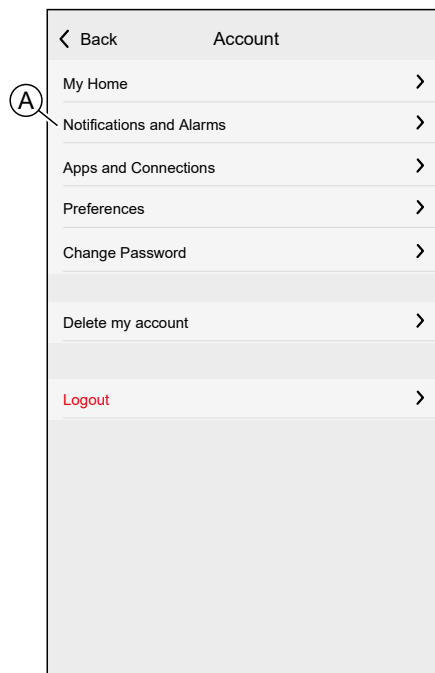 Back Account
My Home
A
Notifications and Alarms
Apps and Connections
Preferences
Change Password
Delete my account
Logout